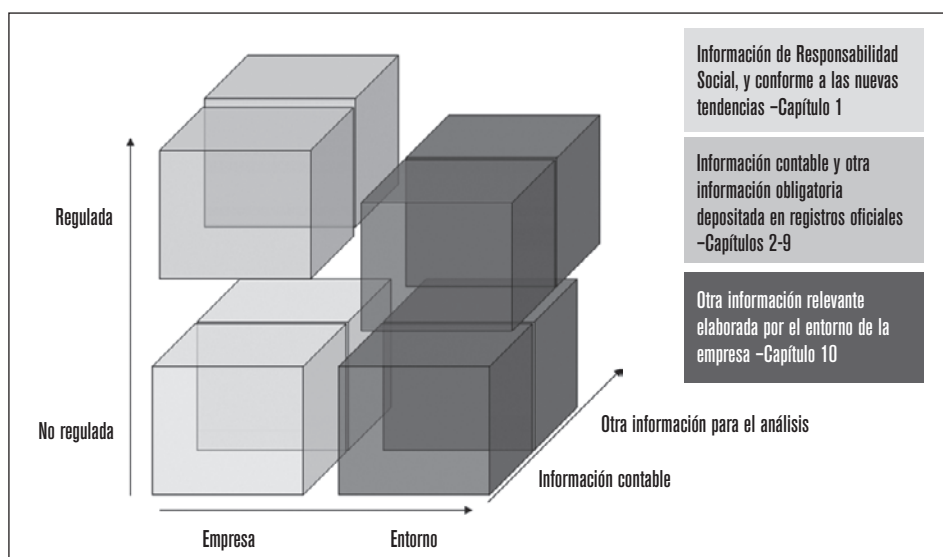 Información de Responsabilidad
Social, y conforme a las nuevas
tendencias –Capítulo 1
Información contable y otra
información obligatoria
depositada en registros oficiales
–Capítulos 2-9
Otra información relevante
elaborada por el entorno de la
empresa –Capítulo 10
Regulada
No regulada
Otra información para el análisis
Información contable
Empresa
Entorno